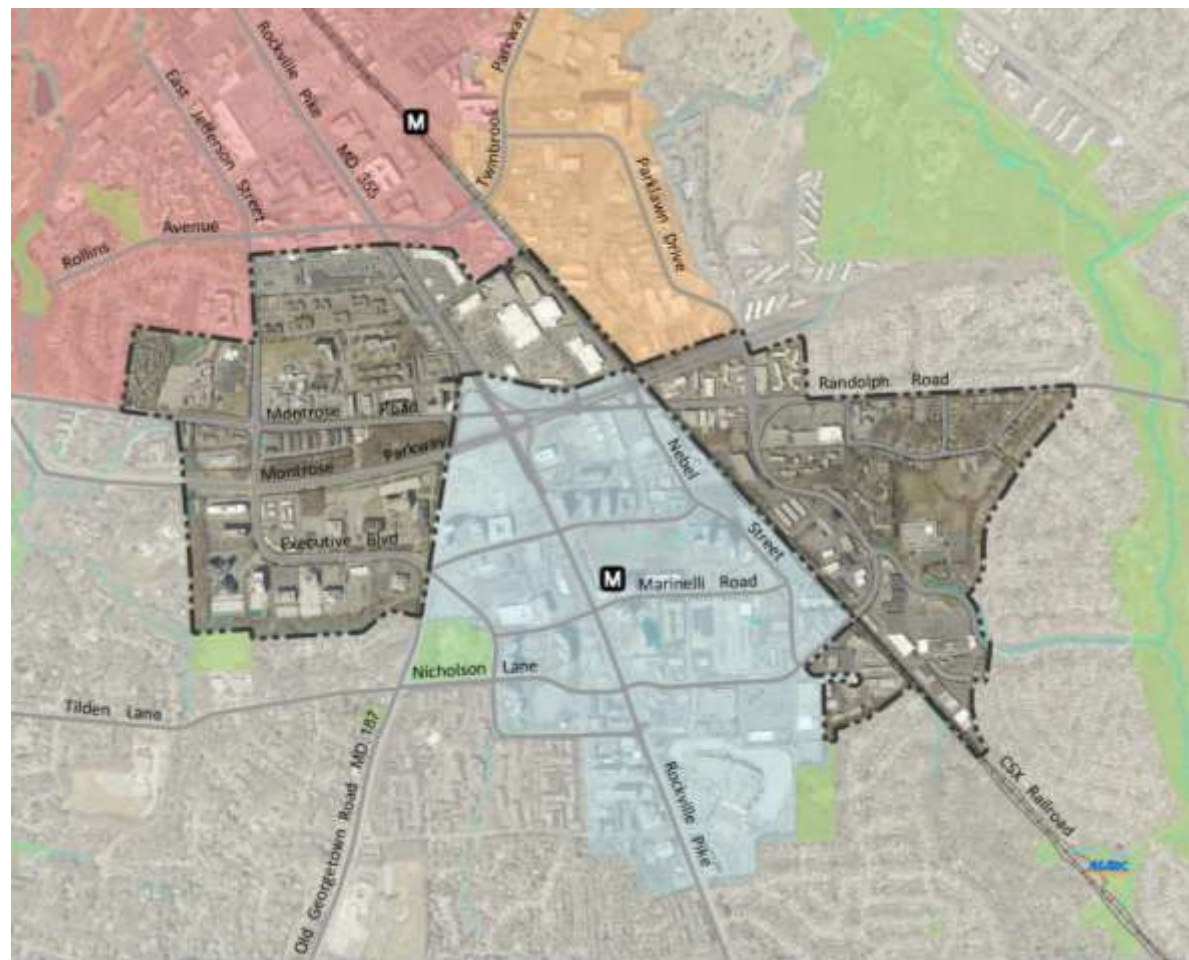 Rockville Pike
MD 355
East Jefferson Street
M
Twinbrook Parkway
Parklawn Drive
Rollins Avenue
Randolph Road
Montrose Road
Montrose Parkway
Nebel Street
Executive Blvd
M
Marinelli Road
Nicholson Lane
Tilden Lane
Old Georgetown Road MD 187
Rockville Pike
CSX Railroad